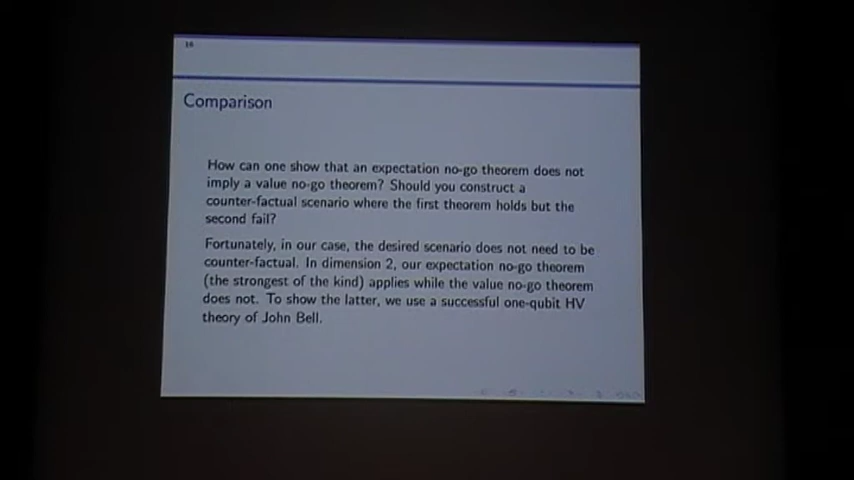 16
Comparison
How can one show that an expectation no-go theorem does not
imply a value no-go theorem? Should you construct a
counter-factual scenario where the first theorem holds but the
second fail?
Fortunately, in our case, the desired scenario does not need to be
counter-factual. In dimension 2, our expectation no-go theorem
(the strongest of the kind) applies while the value no-go theorem
does not. To show the latter, we use a successful one-qubit HV
theory of John Bell.